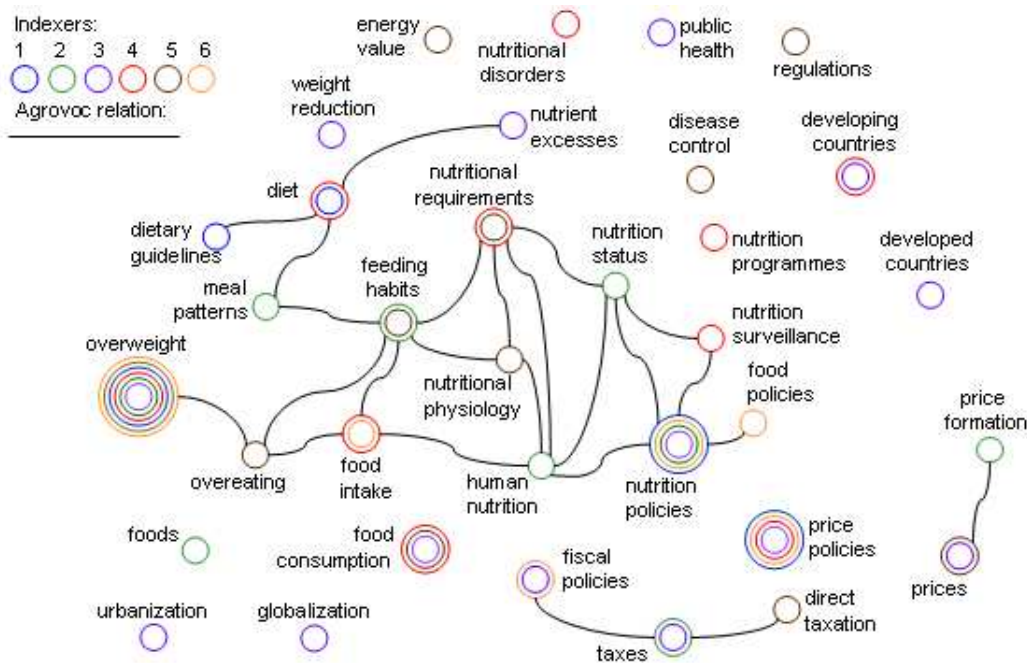 Indexers:
1 2 3 4 5 6
Agrovoc relation:
energy
value
nutritional
disorders
public
health
regulations
weight
reduction
nutrient
excesses
disease
control
developing
countries
diet
nutritional
requirements
dietary
guidelines
nutrition
status
nutrition
programmes
developed
countries
feeding
habits
meal
patterns
nutrition
surveillance
overweight
nutritional
physiology
food
policies
price
formation
overeating
food
intake
human
nutrition
nutrition
policies
foods
food
consumption
fiscal
policies
price
policies
prices
urbanization
globalization
taxes
direct
taxation